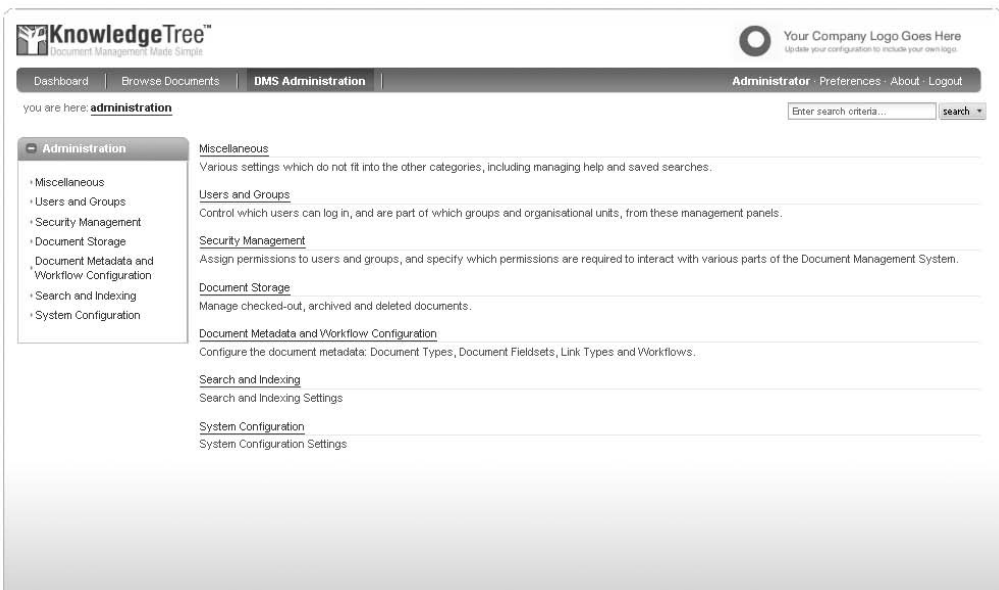 KnowledgeTree™
Document Management Made Simple
Your Company Logo Goes Here
Update your configuration to include your own logo.
Dashboard Browse Documents DMS Administration Administrator · Preferences · About · Logout
you are here: administration
Enter search criteria... search
Administration
Miscellaneous
Users and Groups
Security Management
Document Storage
Document Metadata and
Workflow Configuration
Search and Indexing
System Configuration
Miscellaneous
Various settings which do not fit into the other categories, including managing help and saved searches.
Users and Groups
Control which users can log in, and are part of which groups and organisational units, from these management panels.
Security Management
Assign permissions to users and groups, and specify which permissions are required to interact with various parts of the Document Management System.
Document Storage
Manage checked-out, archived and deleted documents.
Document Metadata and Workflow Configuration
Configure the document metadata: Document Types, Document Fieldsets, Link Types and Workflows.
Search and Indexing
Search and Indexing Settings
System Configuration
System Configuration Settings